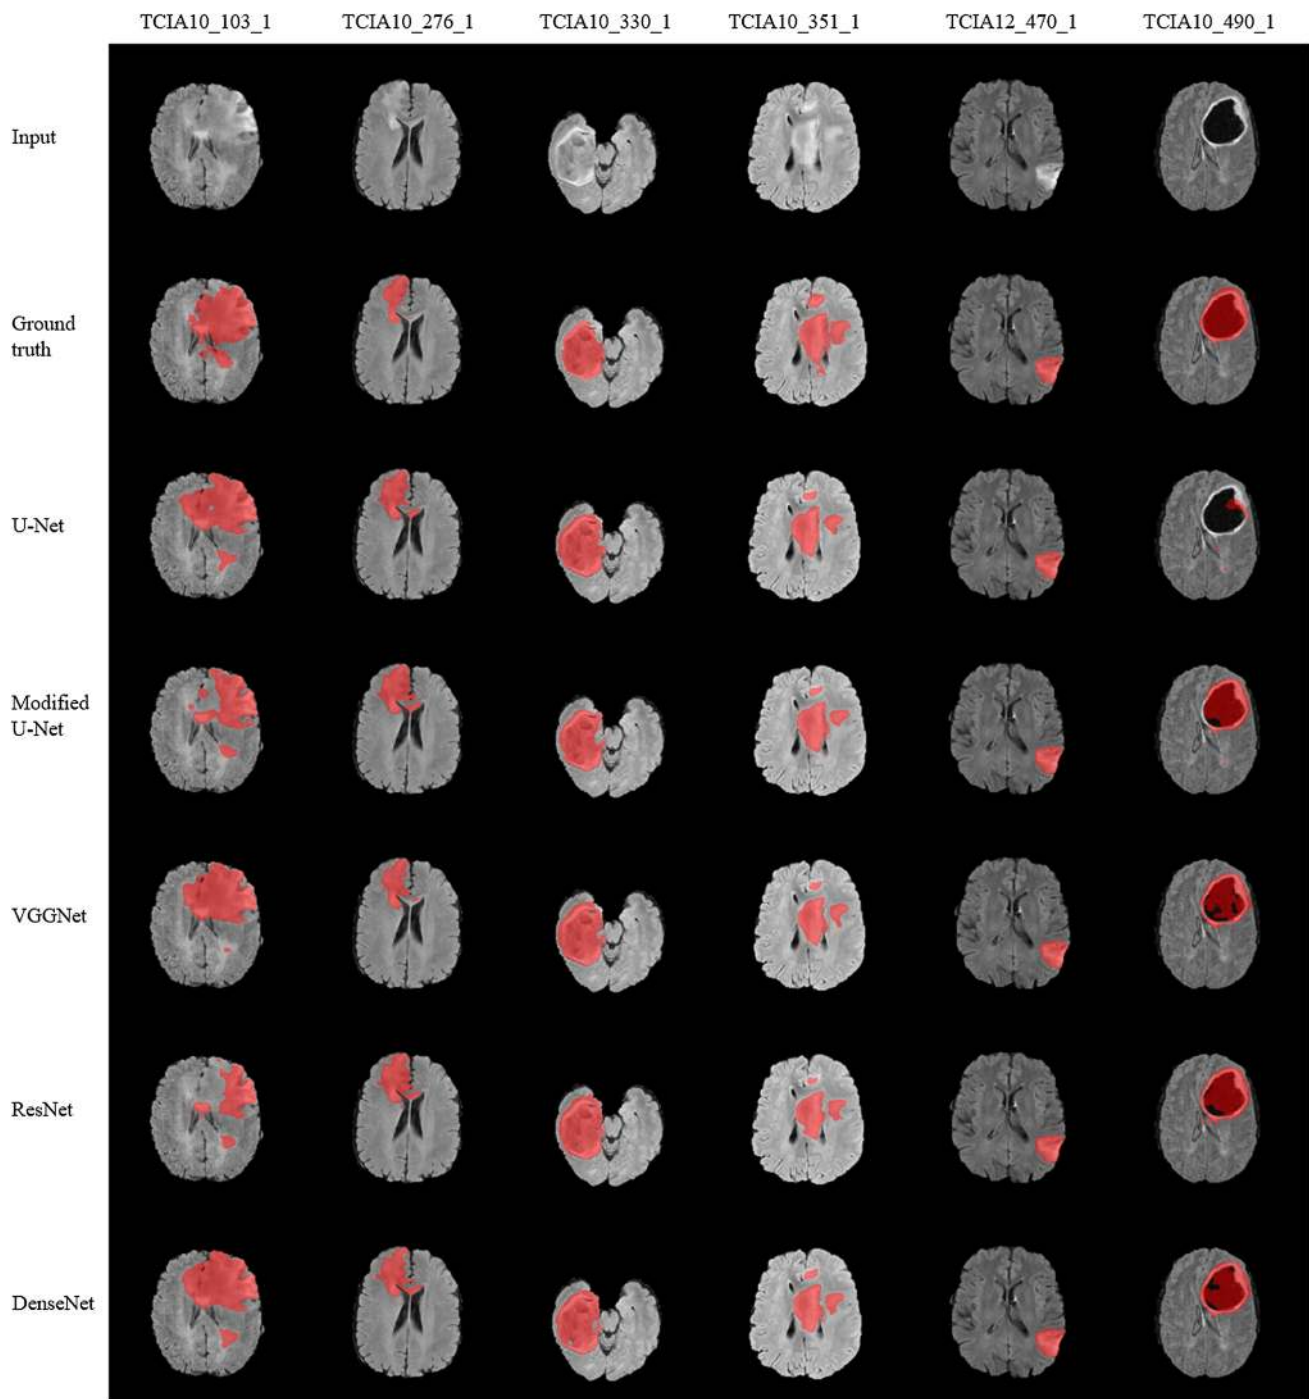 TCIA10_103_1 TCIA10_276_1 TCIA10_330_1 TCIA10_351_1 TCIA12_470_1 TCIA10_490_1
Input
Ground
truth
U-Net
Modified
U-Net
VGGNet
ResNet
DenseNet